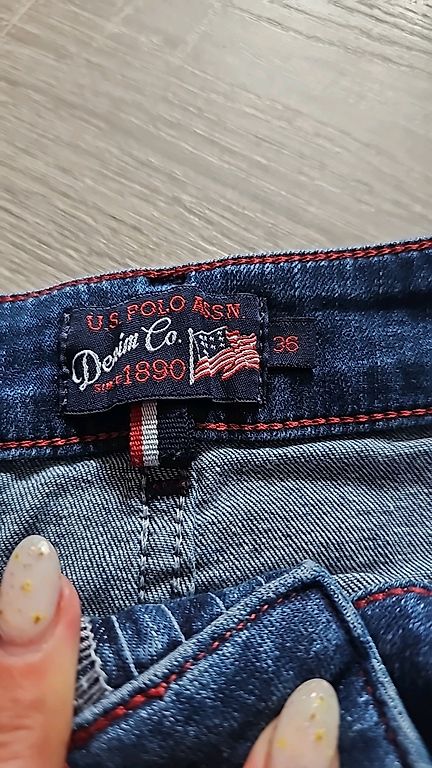 U.S. POLO ASSN.
Denim Co.
SINCE 1890
36